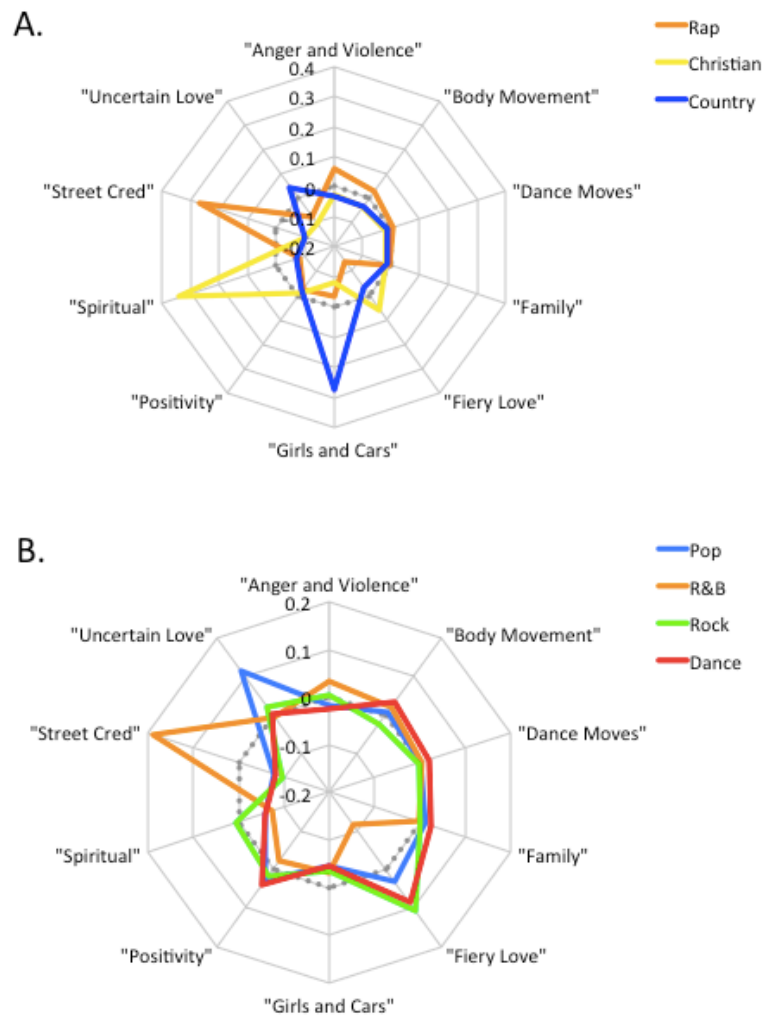 A.
Rap
Christian
Country
"Anger and Violence"
0.4
"Uncertain Love"
"Body Movement"
0.3
0.2
0.1
"Street Cred"
0
"Dance Moves"
0.1
0.2
"Spiritual"
"Family"
"Positivity"
"Fiery Love"
"Girls and Cars"
B.
Pop
R&B
Rock
Dance
"Anger and Violence"
0.2
"Uncertain Love"
"Body Movement"
0.1
0
"Street Cred"
"Dance Moves"
-0.1
-0.2
"Spiritual"
"Family"
"Positivity"
"Fiery Love"
"Girls and Cars"